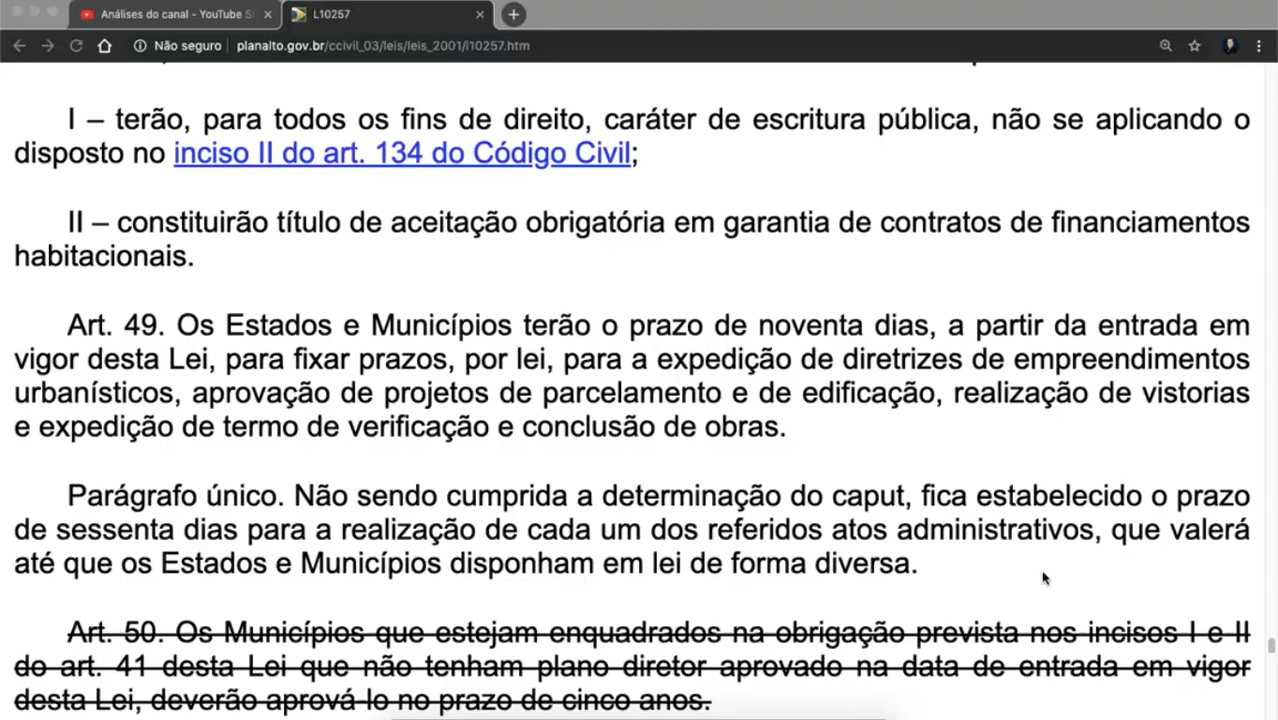 Análises do canal - YouTube S
L10257
Não seguro
planalto.gov.br/ccivil_03/leis/leis_2001/l10257.htm
I – terão, para todos os fins de direito, caráter de escritura pública, não se aplicando o
disposto no inciso II do art. 134 do Código Civil;
II – constituirão título de aceitação obrigatória em garantia de contratos de financiamentos
habitacionais.
Art. 49. Os Estados e Municípios terão o prazo de noventa dias, a partir da entrada em
vigor desta Lei, para fixar prazos, por lei, para a expedição de diretrizes de empreendimentos
urbanísticos, aprovação de projetos de parcelamento e de edificação, realização de vistorias
e expedição de termo de verificação e conclusão de obras.
Parágrafo único. Não sendo cumprida a determinação do caput, fica estabelecido o prazo
de sessenta dias para a realização de cada um dos referidos atos administrativos, que valerá
até que os Estados e Municípios disponham em lei de forma diversa.
Art. 50. Os Municípios que estejam enquadrados na obrigação prevista nos incisos I e II
do art. 41 desta Lei que não tenham plano diretor aprovado na data de entrada em vigor
desta Lei, deverão aprová-lo no prazo de cinco anos.